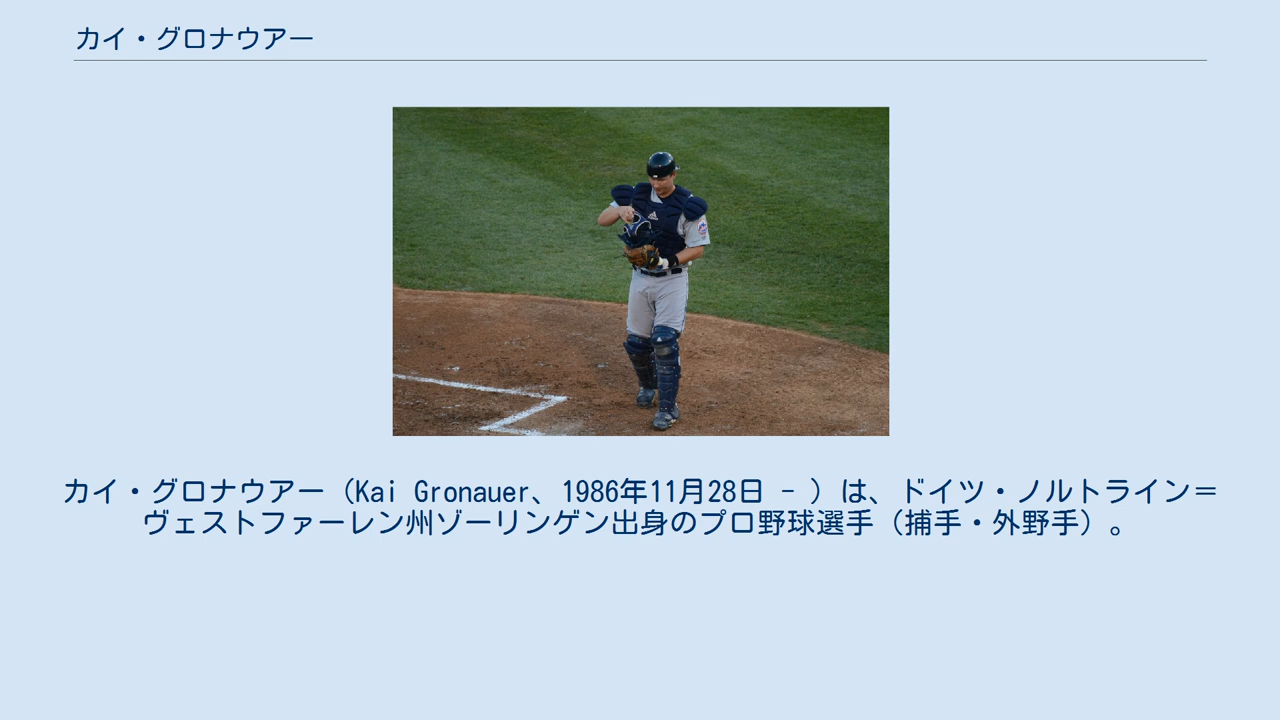 カイ・グロナウアー
カイ・グロナウアー（Kai Gronauer、1986年11月28日 - ）は、ドイツ・ノルトライン＝
ヴェストファーレン州ゾーリンゲン出身のプロ野球選手（捕手・外野手）。